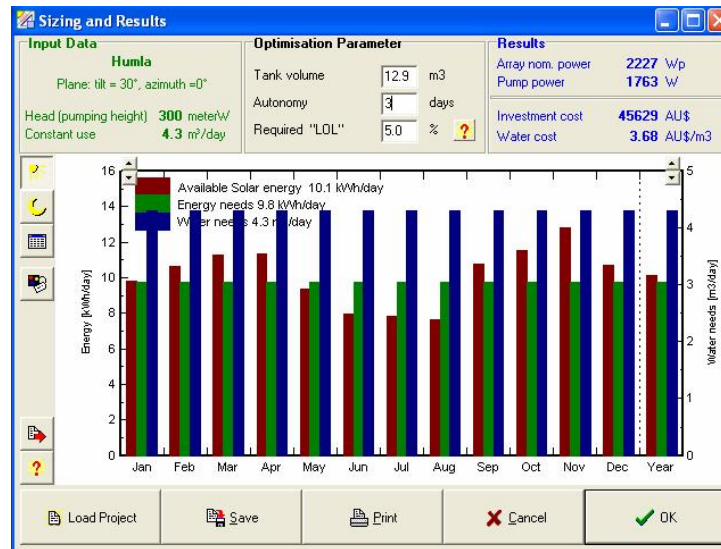 Sizing and Results
Input Data
Humla
Plane: tilt = 30°, azimuth =0°
Head (pumping height) 300 meterW
Constant use 4.3 m³/day
Optimisation Parameter
Tank volume 12.9 m3
Autonomy 3 days
Required "LOL" 5.0 % ?
Results
Array nom. power 2227 Wp
Pump power 1763 W
Investment cost 45629 AU$
Water cost 3.68 AU$/m3
Available Solar energy 10.1 kWh/day
Energy needs 9.8 kWh/day
Water needs 4.3 m³/day
Energy [kWh/day]
16
14
12
10
8
6
4
2
0
Water needs [m3/day]
5
4
3
2
1
0
Jan Feb Mar Apr May Jun Jul Aug Sep Oct Nov Dec Year
?
Load Project Save Print Cancel OK